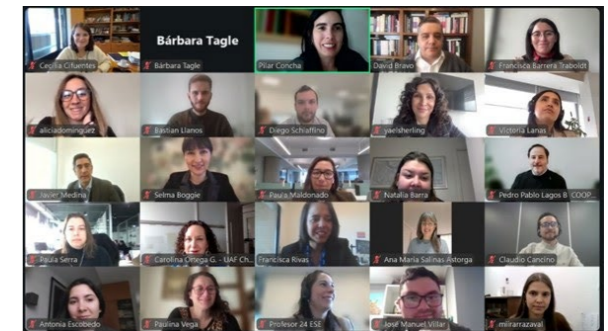 Cecilia Cifuentes
Bárbara Tagle
Bárbara Tagle
Pilar Concha
David Bravo
Francisco Barrera Traboldt
aliciadominguez
Bastian Llanos
Diego Schiaffino
yaelsherling
Victoria Lanas
Javier Medina
Selma Boggie
Paula Maldonado
Natalia Barra
Pedro Pablo Lagos B. COOP...
Paula Serra
Carolina Ortega G. - UAF Ch...
Francisca Rivas
Ana María Salinas Astorga
Claudio Cancino
Antonia Escobedo
Paulina Vega
Profesor 24 ESE
José Manuel Villar
miirarrazaval